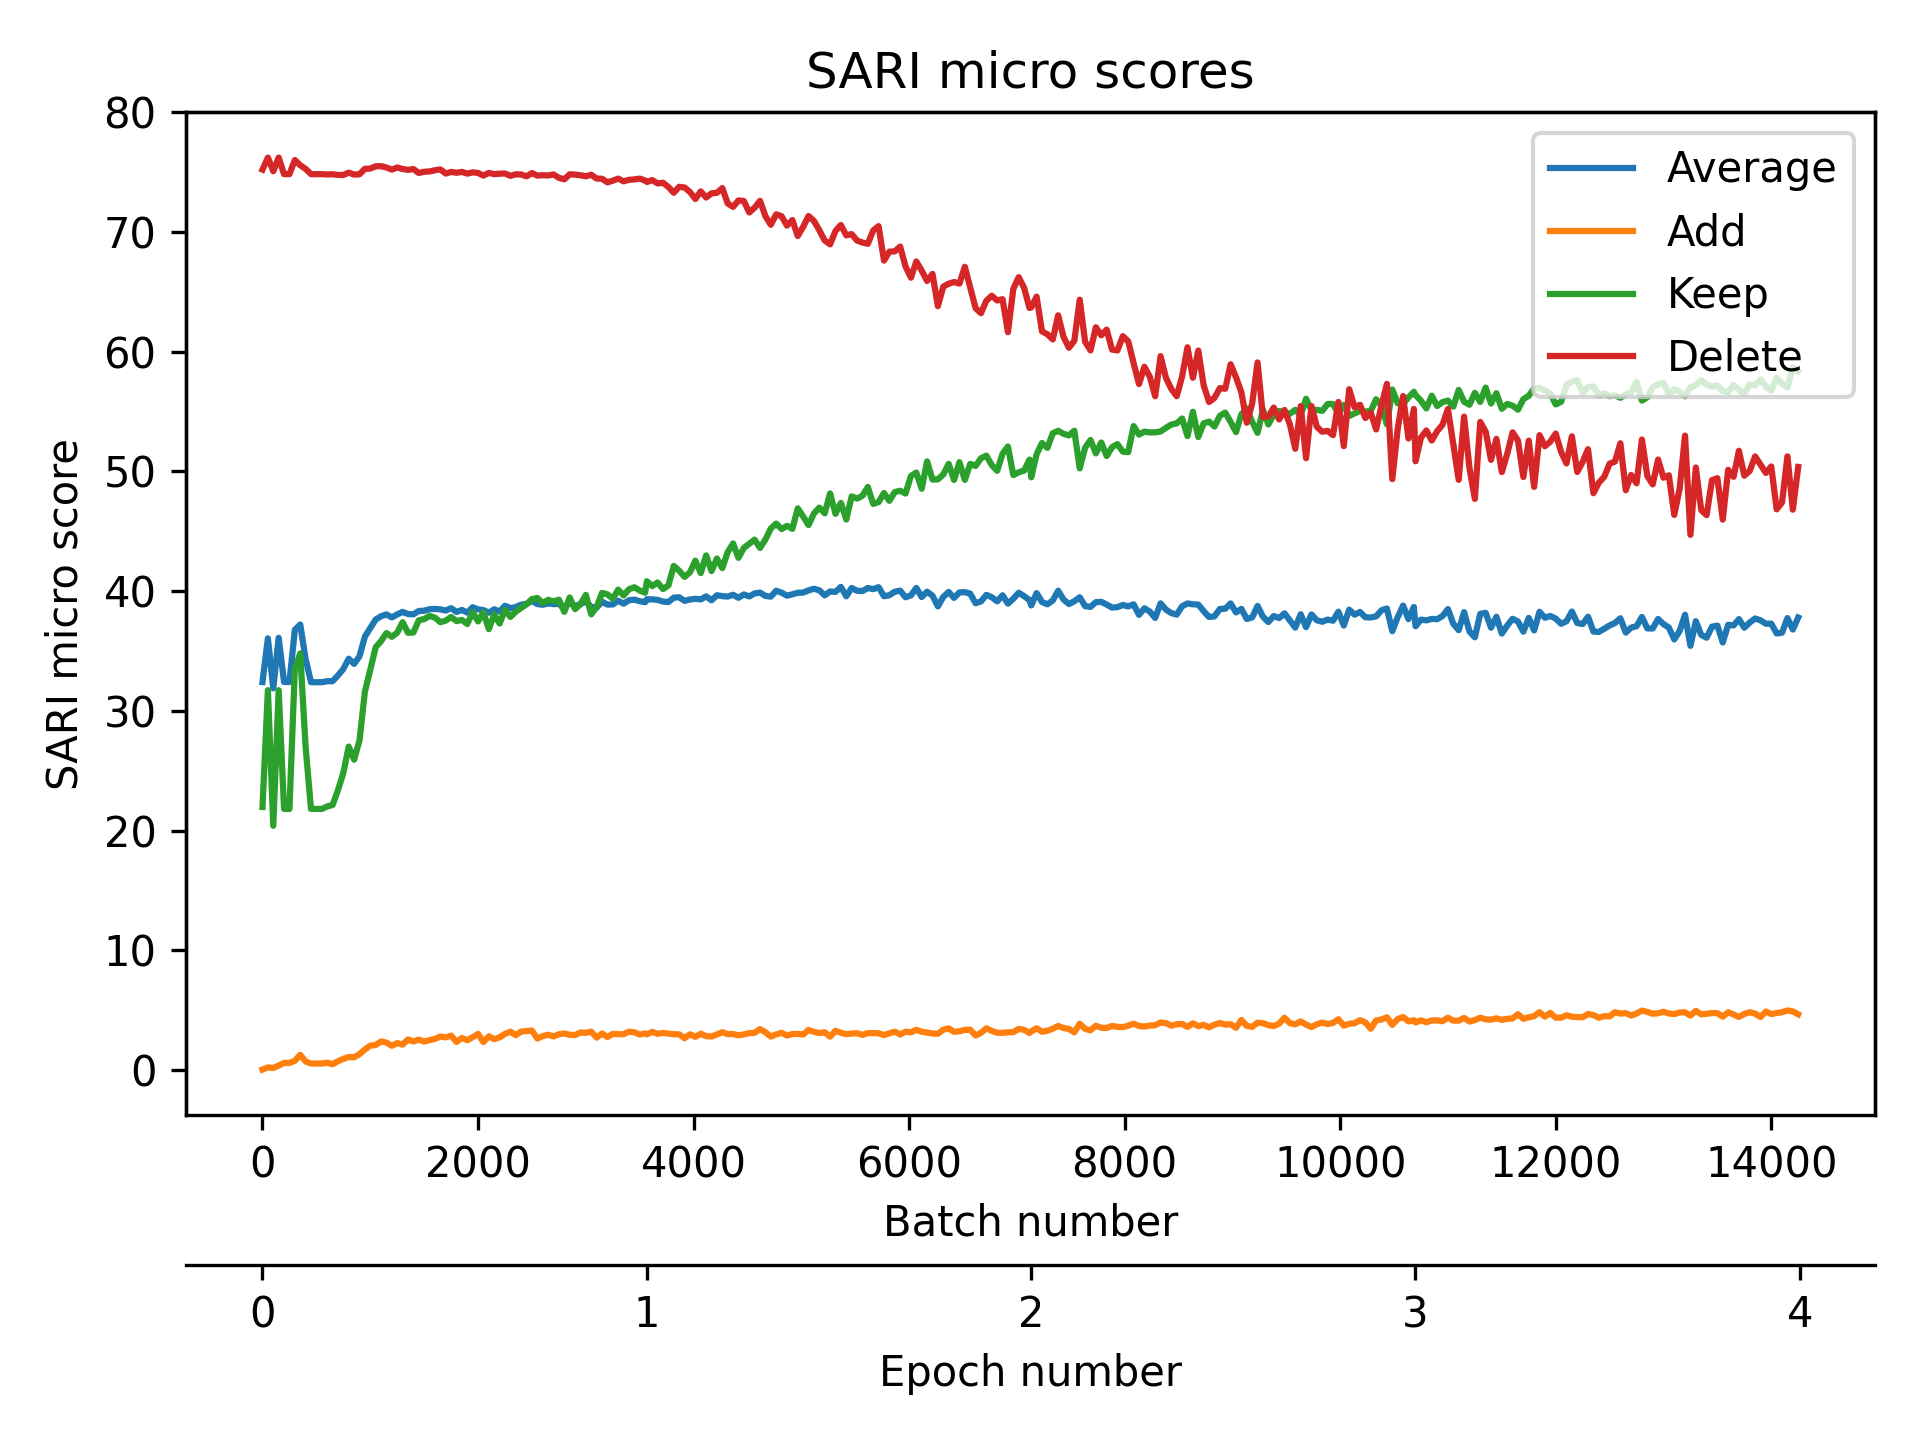 SARI micro scores
80
70
60
50
40
30
20
10
0
SARI micro score
Average
Add
Keep
Delete
0 2000 4000 6000 8000 10000 12000 14000
Batch number
0 1 2 3 4
Epoch number